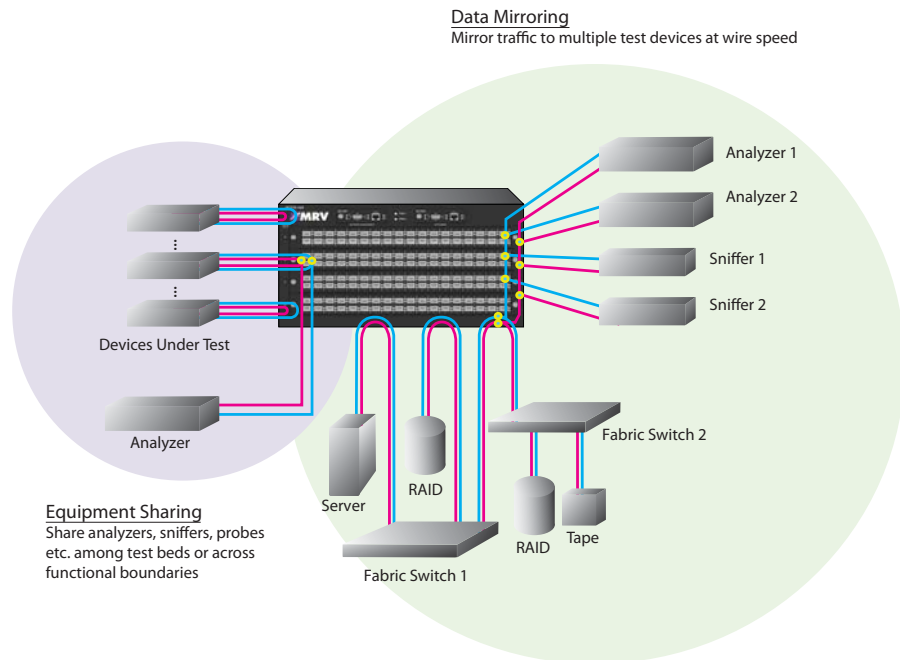 Data Mirroring
Mirror traffic to multiple test devices at wire speed
Analyzer 1
MRV
Analyzer 2
Sniffer 1
Sniffer 2
Devices Under Test
Analyzer
Fabric Switch 2
Server
RAID
RAID
Tape
Fabric Switch 1
Equipment Sharing
Share analyzers, sniffers, probes
etc. among test beds or across
functional boundaries